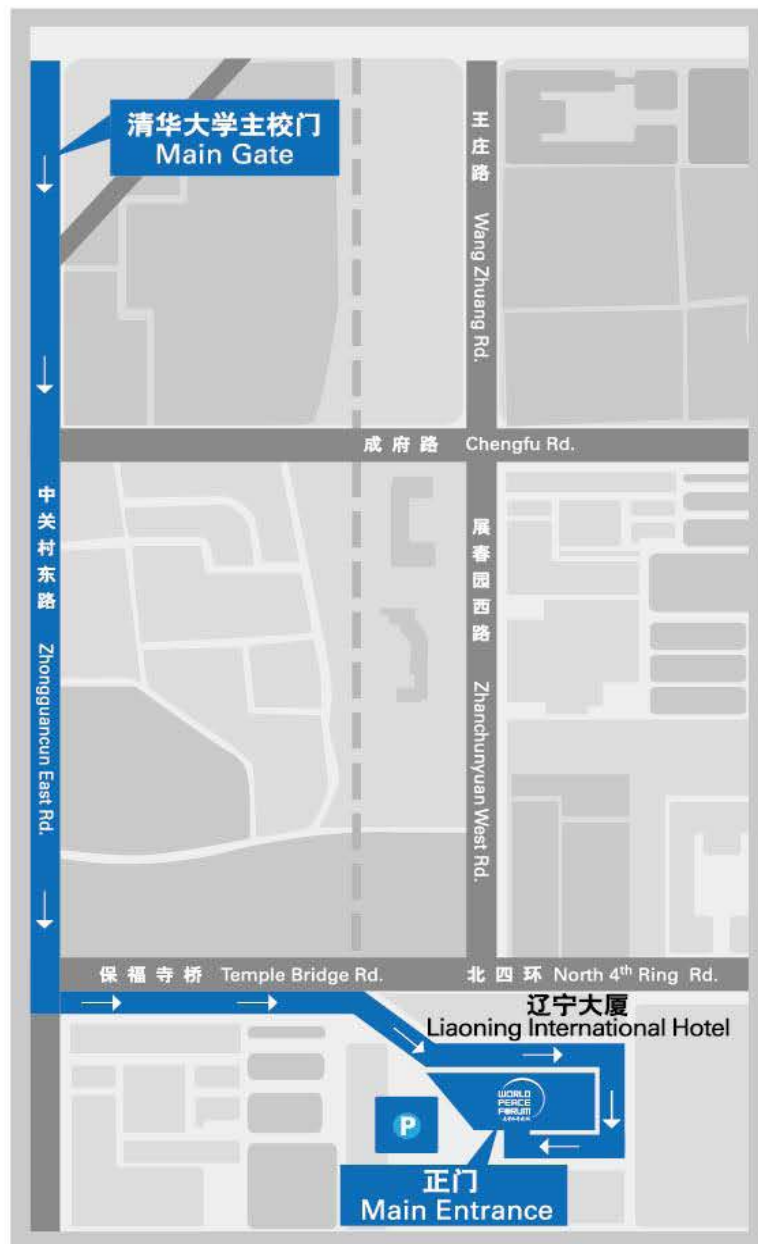 清华大学主校门
Main Gate
王庄路 Wang Zhuang Rd.
成府路 Chengfu Rd.
中关村东路 Zhongguancun East Rd.
展春园西路 Zhanchunyuan West Rd.
保福寺桥 Temple Bridge Rd.
北四环 North 4th Ring Rd.
辽宁大厦
Liaoning International Hotel
WORLD
PEACE
FORUM
P
正门
Main Entrance